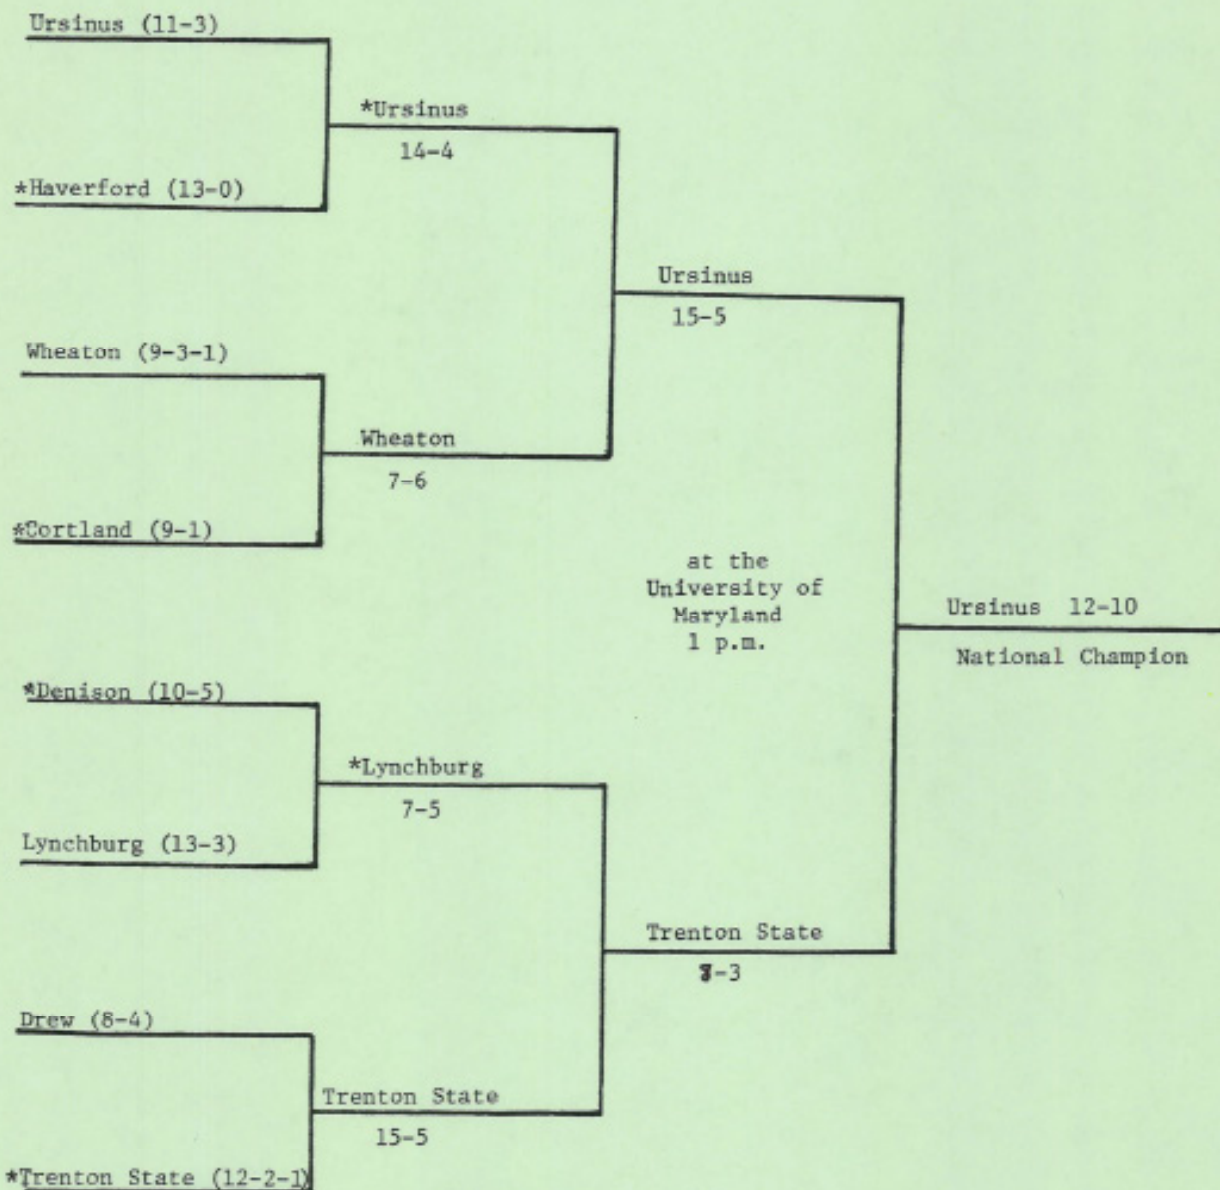 Ursinus (11-3)
*Ursinus
14-4
*Haverford (13-0)
Ursinus
15-5
Wheaton (9-3-1)
Wheaton
7-6
*Cortland (9-1)
at the
University of
Maryland
1 p.m.
Ursinus 12-10
National Champion
*Denison (10-5)
*Lynchburg
7-5
Lynchburg (13-3)
Trenton State
-3
Drew (8-4)
Trenton State
15-5
*Trenton State (12-2-1)